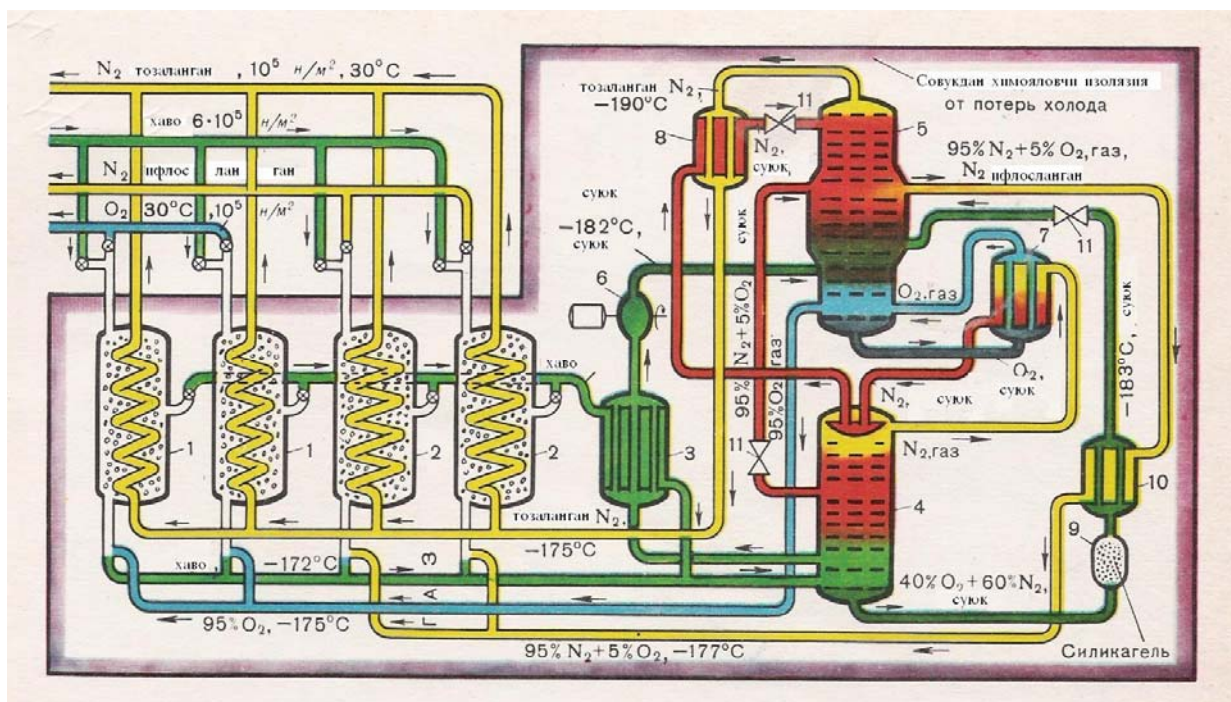 N₂ тозаланган , 10⁵ н/м², 30°C
хаво 6·10⁵ н/м²
N₂ ифлос лан ган
O₂ 30°C ,10⁵ н/м²
тозаланган N₂,
-190°C
11
8
5
N₂,
суюк,
Совукдан химояловчи изолязия
от потерь холода
95% N₂+5% O₂, газ,
N₂ ифлосланган
суюк
-182°C,
суюк
6
суюк
95% N₂+5%O₂
95%O₂, газ
O₂, газ
7
11
O₂,
суюк
-183°C, суюк
хаво
1
1
2
2
3
11
N₂,
суюк
N₂, газ
4
10
9
тозаланган N₂,
-175°C
хаво ,
-172°C
З
А
Г
40% O₂+60%N₂,
суюк
95% O₂, -175°C
95% N₂+5%O₂, -177°C
Силикагель